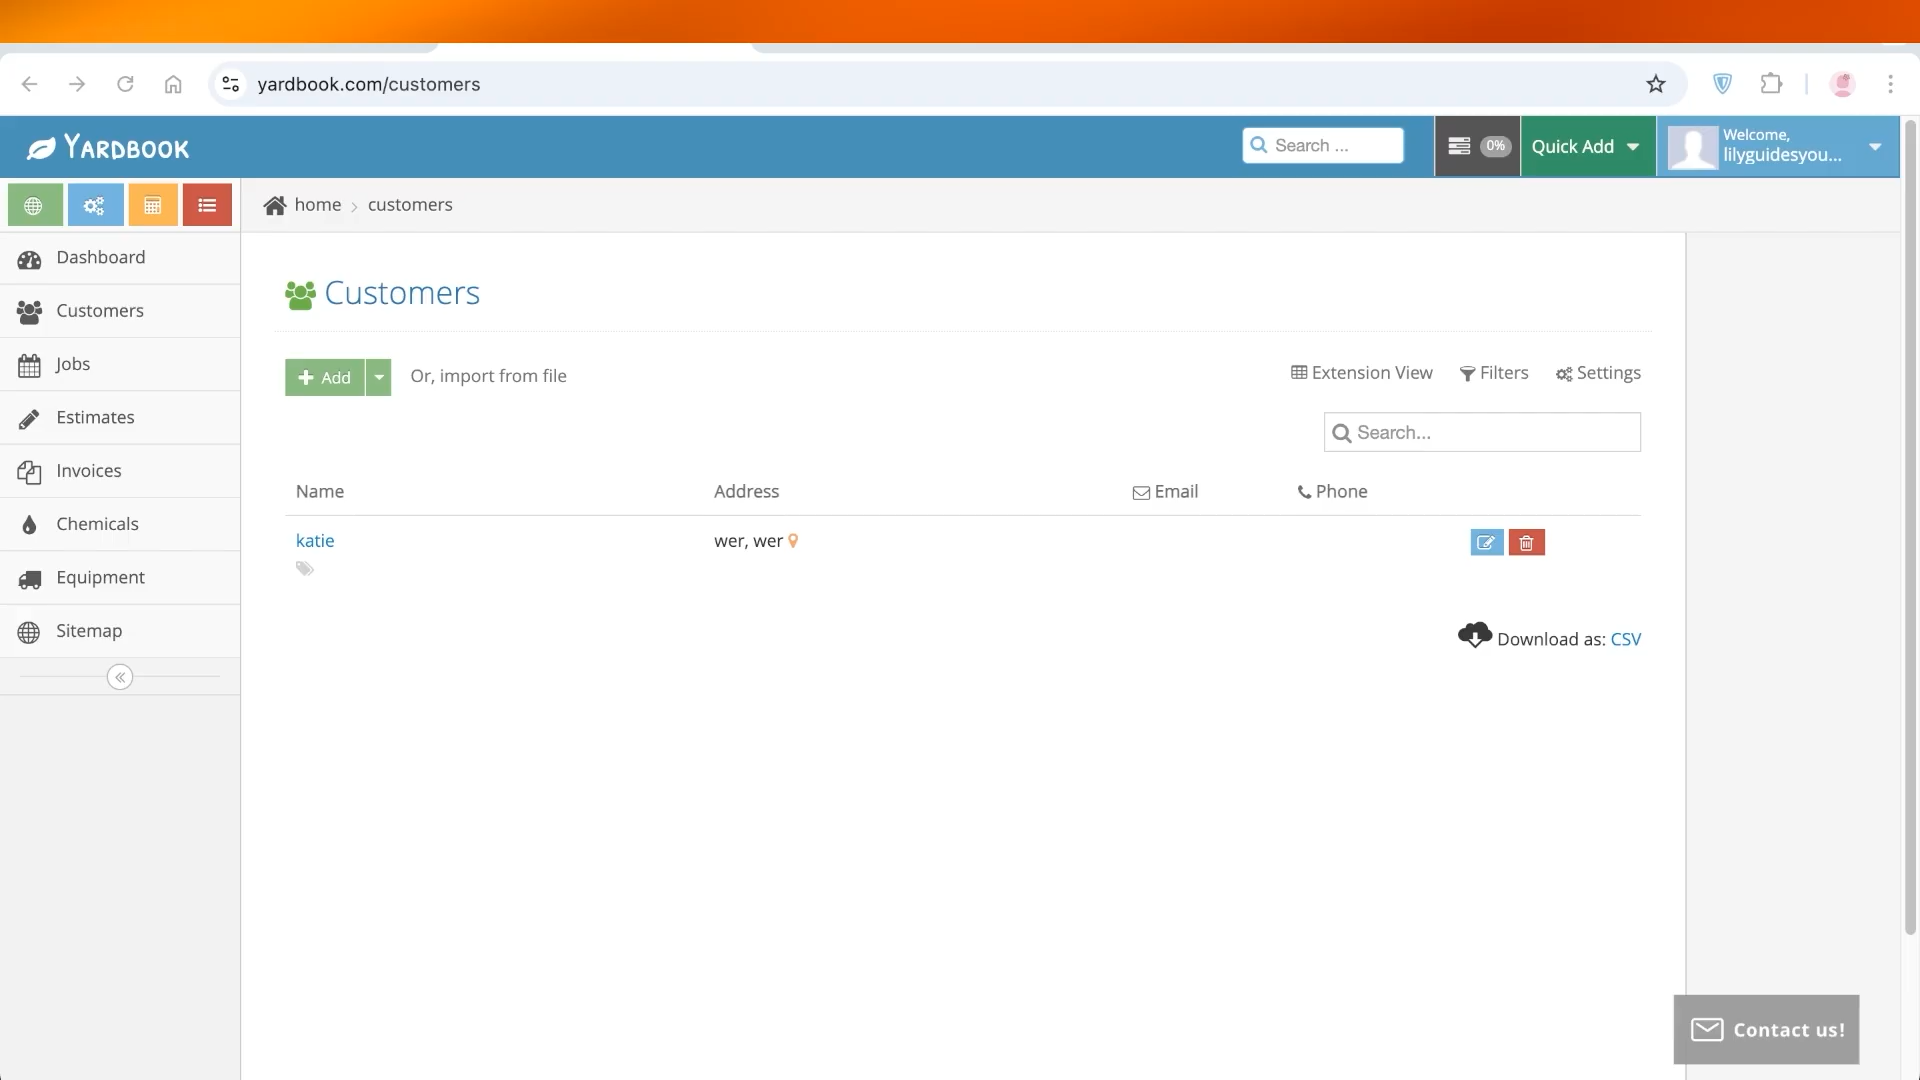 yardbook.com/customers
YARDBOOK
Search ...
0%
Quick Add
Welcome,
lilyguidesyou...
home
customers
Dashboard
Customers
Jobs
Estimates
Invoices
Chemicals
Equipment
Sitemap
Customers
Add
Or, import from file
Extension View
Filters
Settings
Search...
Name
Address
Email
Phone
katie
wer, wer
Download as: CSV
Contact us!